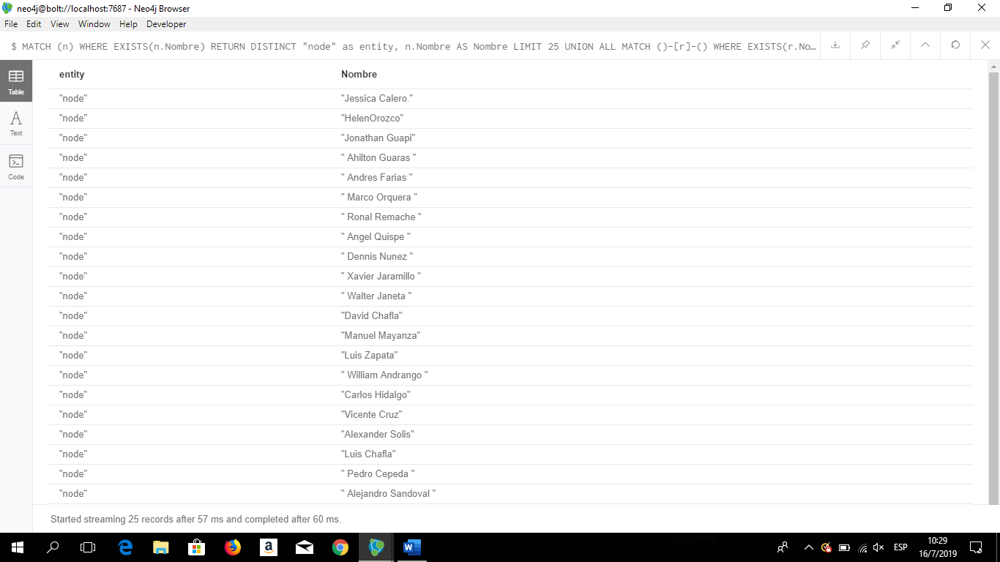 neo4j@bolt://localhost:7687 - Neo4j Browser
File Edit View Window Help Developer
$ MATCH (n) WHERE EXISTS(n.Nombre) RETURN DISTINCT "node" as entity, n.Nombre AS Nombre LIMIT 25 UNION ALL MATCH ()-[r]-() WHERE EXISTS(r.No…
Table
Text
Code
entity Nombre
"node" "Jessica Calero."
"node" "HelenOrozco"
"node" "Jonathan Guapi"
"node" " Ahilton Guaras "
"node" " Andres Farias "
"node" " Marco Orquera "
"node" " Ronal Remache "
"node" " Angel Quispe "
"node" " Dennis Nunez "
"node" " Xavier Jaramillo "
"node" " Walter Janeta "
"node" "David Chafla"
"node" "Manuel Mayanza"
"node" "Luis Zapata"
"node" " William Andrango "
"node" "Carlos Hidalgo"
"node" "Vicente Cruz"
"node" "Alexander Solis"
"node" "Luis Chafla"
"node" " Pedro Cepeda "
"node" " Alejandro Sandoval "
Started streaming 25 records after 57 ms and completed after 60 ms.
ESP
10:29
16/7/2019